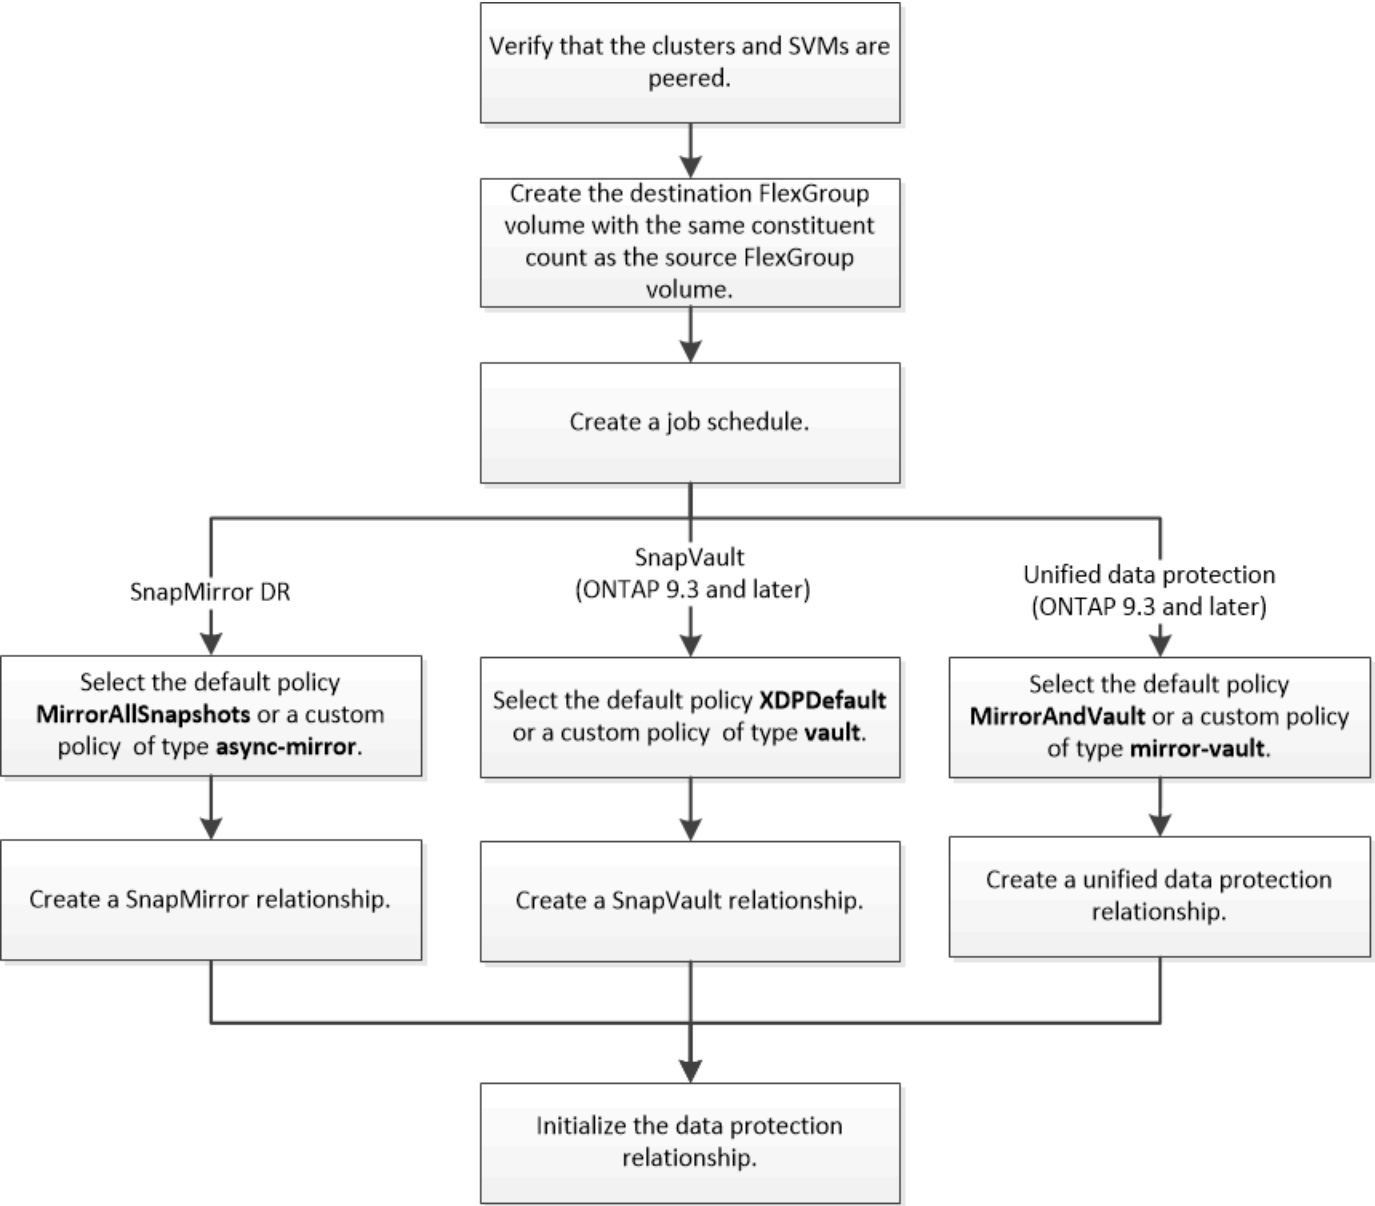 Verify that the clusters and SVMs are
peered.
Create the destination FlexGroup
volume with the same constituent
count as the source FlexGroup
volume.
Create a job schedule.
SnapMirror DR
SnapVault
(ONTAP 9.3 and later)
Unified data protection
(ONTAP 9.3 and later)
Select the default policy
MirrorAllSnapshots or a custom
policy of type async-mirror.
Select the default policy XDPDefault
or a custom policy of type vault.
Select the default policy
MirrorAndVault or a custom policy
of type mirror-vault.
Create a SnapMirror relationship.
Create a SnapVault relationship.
Create a unified data protection
relationship.
Initialize the data protection
relationship.